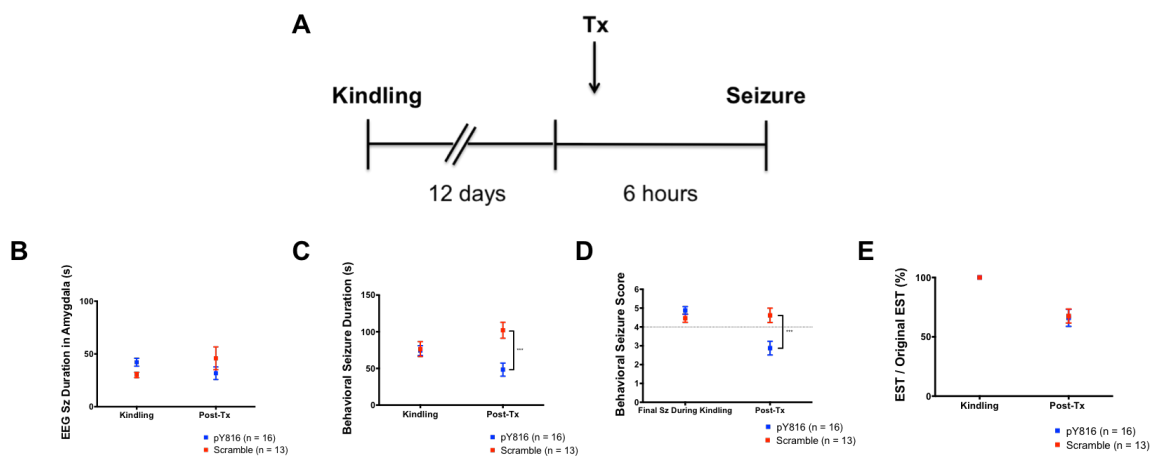 A
Tx
Kindling
Seizure
12 days
6 hours
B
EEG Sz Duration in Amygdala (s)
100
50
0
Kindling
Post-Tx
pY816 (n = 16)
Scramble (n = 13)
C
Behavioral Seizure Duration (s)
150
100
50
0
***
Kindling
Post-Tx
pY816 (n = 16)
Scramble (n = 13)
D
Behavioral Seizure Score
6
5
4
3
2
1
0
***
Final Sz During Kindling
Post-Tx
pY816 (n = 16)
Scramble (n = 13)
E
EST / Original EST (%)
100
50
0
Kindling
Post-Tx
pY816 (n = 16)
Scramble (n = 13)